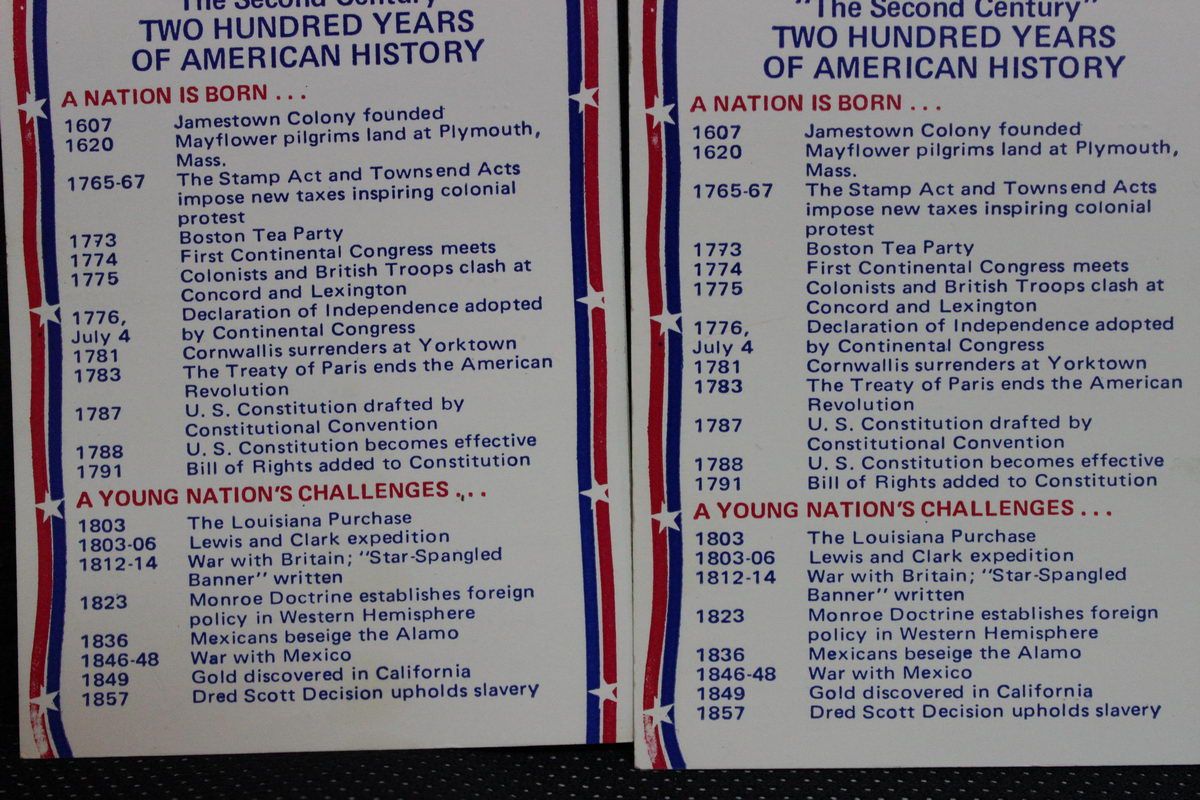 "The Second Century"
TWO HUNDRED YEARS
OF AMERICAN HISTORY
A NATION IS BORN . . .
1607 Jamestown Colony founded
1620 Mayflower pilgrims land at Plymouth,
Mass.
1765-67 The Stamp Act and Townsend Acts
impose new taxes inspiring colonial
protest
1773 Boston Tea Party
1774 First Continental Congress meets
1775 Colonists and British Troops clash at
Concord and Lexington
1776, Declaration of Independence adopted
July 4 by Continental Congress
1781 Cornwallis surrenders at Yorktown
1783 The Treaty of Paris ends the American
Revolution
1787 U. S. Constitution drafted by
Constitutional Convention
1788 U. S. Constitution becomes effective
1791 Bill of Rights added to Constitution
A YOUNG NATION'S CHALLENGES . . .
1803 The Louisiana Purchase
1803-06 Lewis and Clark expedition
1812-14 War with Britain; "Star-Spangled
Banner" written
1823 Monroe Doctrine establishes foreign
policy in Western Hemisphere
1836 Mexicans beseige the Alamo
1846-48 War with Mexico
1849 Gold discovered in California
1857 Dred Scott Decision upholds slavery
"The Second Century"
TWO HUNDRED YEARS
OF AMERICAN HISTORY
A NATION IS BORN . . .
1607 Jamestown Colony founded
1620 Mayflower pilgrims land at Plymouth,
Mass.
1765-67 The Stamp Act and Townsend Acts
impose new taxes inspiring colonial
protest
1773 Boston Tea Party
1774 First Continental Congress meets
1775 Colonists and British Troops clash at
Concord and Lexington
1776, Declaration of Independence adopted
July 4 by Continental Congress
1781 Cornwallis surrenders at Yorktown
1783 The Treaty of Paris ends the American
Revolution
1787 U. S. Constitution drafted by
Constitutional Convention
1788 U. S. Constitution becomes effective
1791 Bill of Rights added to Constitution
A YOUNG NATION'S CHALLENGES . . .
1803 The Louisiana Purchase
1803-06 Lewis and Clark expedition
1812-14 War with Britain; "Star-Spangled
Banner" written
1823 Monroe Doctrine establishes foreign
policy in Western Hemisphere
1836 Mexicans beseige the Alamo
1846-48 War with Mexico
1849 Gold discovered in California
1857 Dred Scott Decision upholds slavery